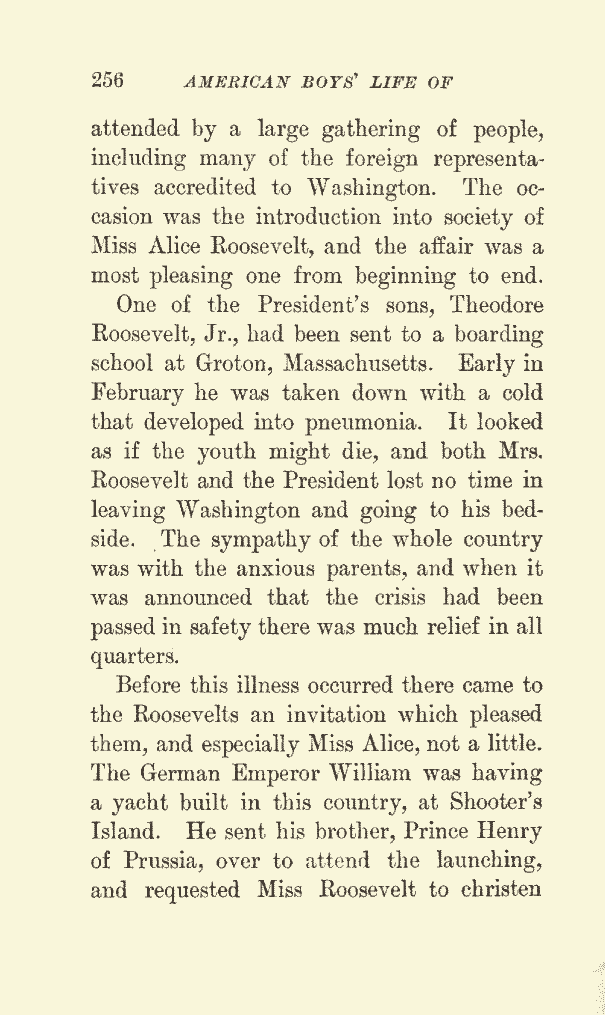 256 AMERICAN BOYS' LIFE OF
attended by a large gathering of people,
including many of the foreign representa-
tives accredited to Washington. The oc-
casion was the introduction into society of
Miss Alice Roosevelt, and the affair was a
most pleasing one from beginning to end.
One of the President's sons, Theodore
Roosevelt, Jr., had been sent to a boarding
school at Groton, Massachusetts. Early in
February he was taken down with a cold
that developed into pneumonia. It looked
as if the youth might die, and both Mrs.
Roosevelt and the President lost no time in
leaving Washington and going to his bed-
side. The sympathy of the whole country
was with the anxious parents, and when it
was announced that the crisis had been
passed in safety there was much relief in all
quarters.
Before this illness occurred there came to
the Roosevelts an invitation which pleased
them, and especially Miss Alice, not a little.
The German Emperor William was having
a yacht built in this country, at Shooter's
Island. He sent his brother, Prince Henry
of Prussia, over to attend the launching,
and requested Miss Roosevelt to christen